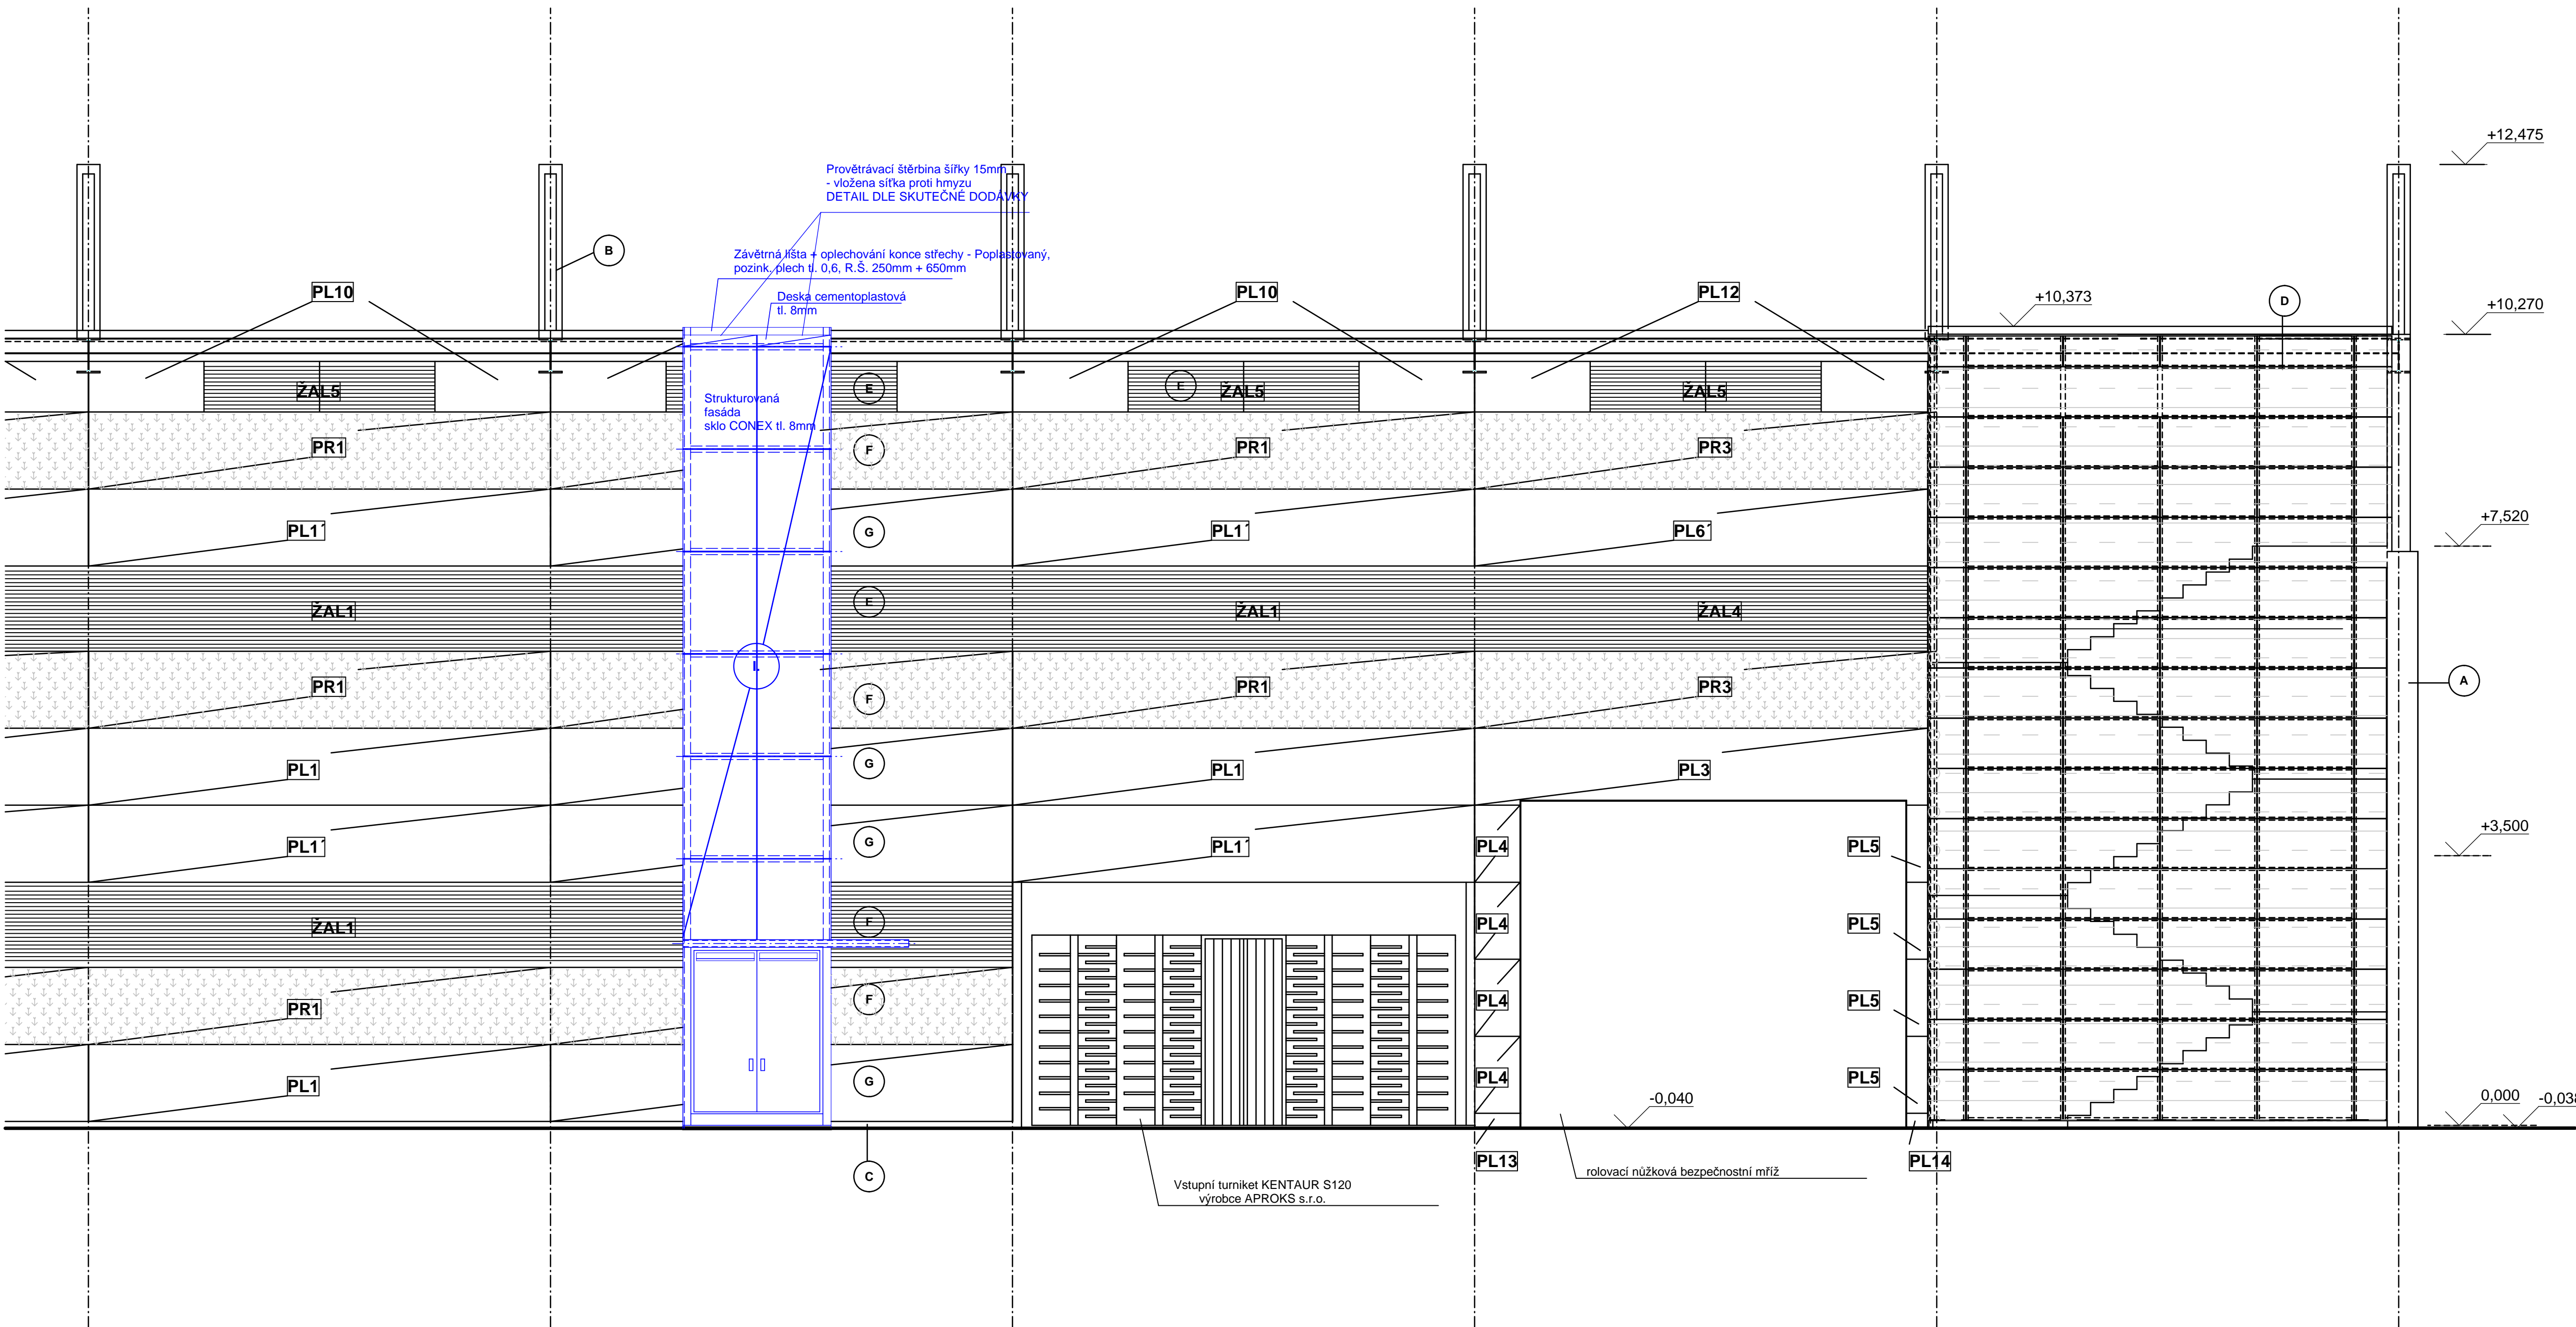 +12,475
Provětrávací štěrbina šířky 15mm
- vložena síťka proti hmyzu
DETAIL DLE SKUTEČNÉ DODÁVKY
B
Závětrná lišta + oplechování konce střechy - Poplastovaný,
pozink. plech tl. 0,6, R.Š. 250mm + 650mm
PL10
PL10
PL12
Deska cementoplastová
tl. 8mm
+10,373
D
+10,270
ŽAL5
E
E
ŽAL5
ŽAL5
Strukturovaná
fasáda
sklo CONEX tl. 8mm
PR1
F
PR1
PR3
PL1´
G
PL1´
PL6´
+7,520
ŽAL1
E
ŽAL1
ŽAL4
I.
PR1
F
PR1
PR3
A
PL1
G
PL1
PL3
PL1´
G
PL1´
PL4
PL5
+3,500
ŽAL1
F
PL4
PL5
PR1
F
PL4
PL5
PL1
G
PL4
PL5
-0,040
0,000
-0,038
C
PL13
PL14
rolovací nůžková bezpečnostní mříž
Vstupní turniket KENTAUR S120
výrobce APROKS s.r.o.